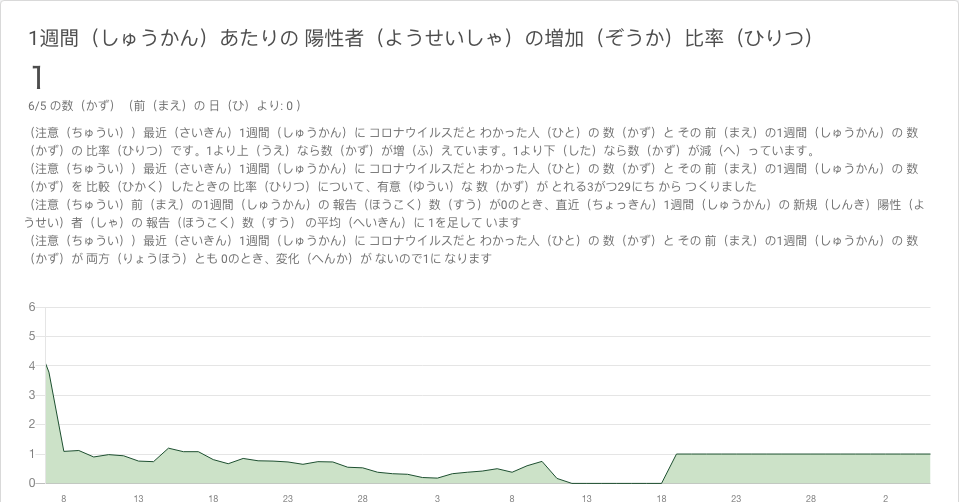 1週間（しゅうかん）あたりの 陽性者（ようせいしゃ）の増加（ぞうか）比率（ひりつ）
1
6/5 の数（かず）（前（まえ）の 日（ひ）より: 0 ）
（注意（ちゅうい））最近（さいきん）1週間（しゅうかん）に コロナウイルスだと わかった人（ひと）の 数（かず）と その 前（まえ）の1週間（しゅうかん）の 数
（かず）の 比率（ひりつ）です。1より上（うえ）なら数（かず）が増（ふ）えています。1より下（した）なら数（かず）が減（へ）っています。
（注意（ちゅうい））最近（さいきん）1週間（しゅうかん）に コロナウイルスだと わかった人（ひと）の 数（かず）と その 前（まえ）の1週間（しゅうかん）の 数
（かず）を 比較（ひかく）したときの 比率（ひりつ）について、有意（ゆうい）な 数（かず）が とれる3がつ29にち から つくりました
（注意（ちゅうい））前（まえ）の1週間（しゅうかん）の 報告（ほうこく）数（すう）が0のとき、直近（ちょっきん）1週間（しゅうかん）の 新規（しんき）陽性（よ
うせい）者（しゃ）の 報告（ほうこく）数（すう） の平均（へいきん）に 1を足して います
（注意（ちゅうい））最近（さいきん）1週間（しゅうかん）に コロナウイルスだと わかった人（ひと）の 数（かず）と その 前（まえ）の1週間（しゅうかん）の 数
（かず）が 両方（りょうほう）とも 0のとき、変化（へんか）が ないので1に なります
6
5
4
3
2
1
0
8 13 18 23 28 3 8 13 18 23 28 2